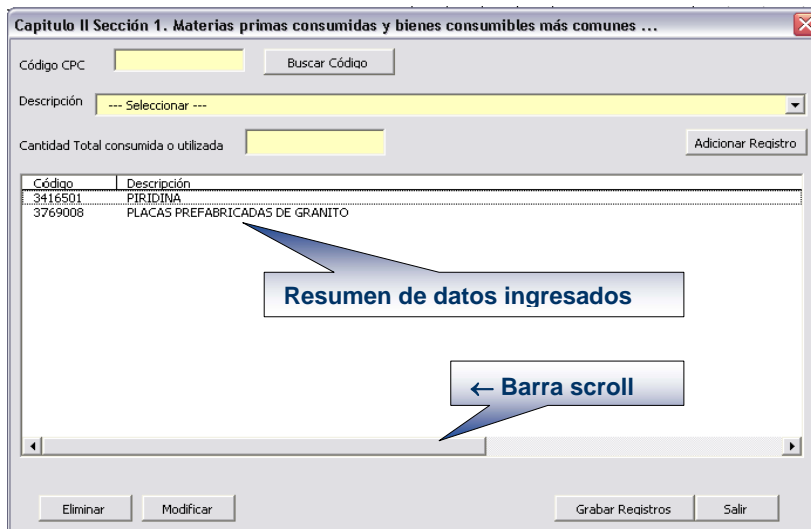 Capitulo II Sección 1. Materias primas consumidas y bienes consumibles más comunes ...
Código CPC
Buscar Código
Descripción
--- Seleccionar ---
Cantidad Total consumida o utilizada
Adicionar Registro
Código Descripción
3416501 PIRIDINA
3769008 PLACAS PREFABRICADAS DE GRANITO
Resumen de datos ingresados
← Barra scroll
Eliminar Modificar Grabar Registros Salir